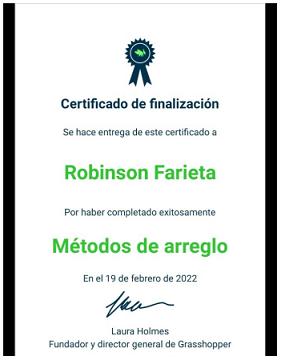 Certificado de finalización
Se hace entrega de este certificado a
Robinson Farieta
Por haber completado exitosamente
Métodos de arreglo
En el 19 de febrero de 2022
Laura Holmes
Fundador y director general de Grasshopper